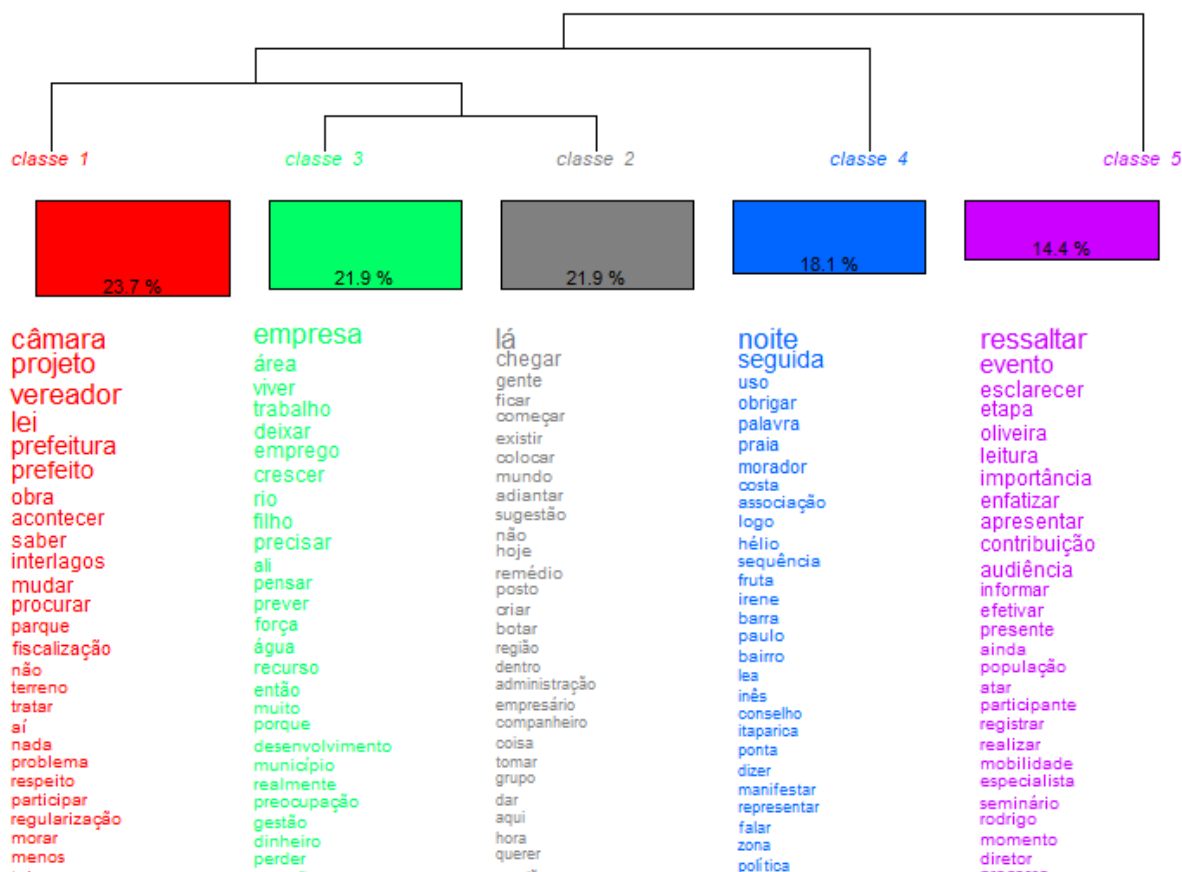 classe 1
classe 3
classe 2
classe 4
classe 5
23.7 %
21.9 %
21.9 %
18.1 %
14.4 %
câmara
projeto
vereador
lei
prefeitura
prefeito
obra
acontecer
saber
interlagos
mudar
procurar
parque
fiscalização
não
terreno
tratar
aí
nada
problema
respeito
participar
regularização
morar
menos
empresa
área
viver
trabalho
deixar
emprego
crescer
rio
filho
precisar
ali
pensar
prever
força
água
recurso
então
muito
porque
desenvolvimento
município
realmente
preocupação
gestão
dinheiro
perder
lá
chegar
gente
ficar
começar
existir
colocar
mundo
adiantar
sugestão
não
hoje
remédio
posto
criar
botar
região
dentro
administração
empresário
companheiro
coisa
tomar
grupo
dar
aqui
hora
querer
noite
seguida
uso
obrigar
palavra
praia
morador
costa
associação
logo
hélio
sequência
fruta
irene
barra
paulo
bairro
lea
inês
conselho
itaparica
ponta
dizer
manifestar
representar
falar
zona
política
ressaltar
evento
esclarecer
etapa
oliveira
leitura
importância
enfatizar
apresentar
contribuição
audiência
informar
efetivar
presente
ainda
população
atar
participante
registrar
realizar
mobilidade
especialista
seminário
rodrigo
momento
diretor